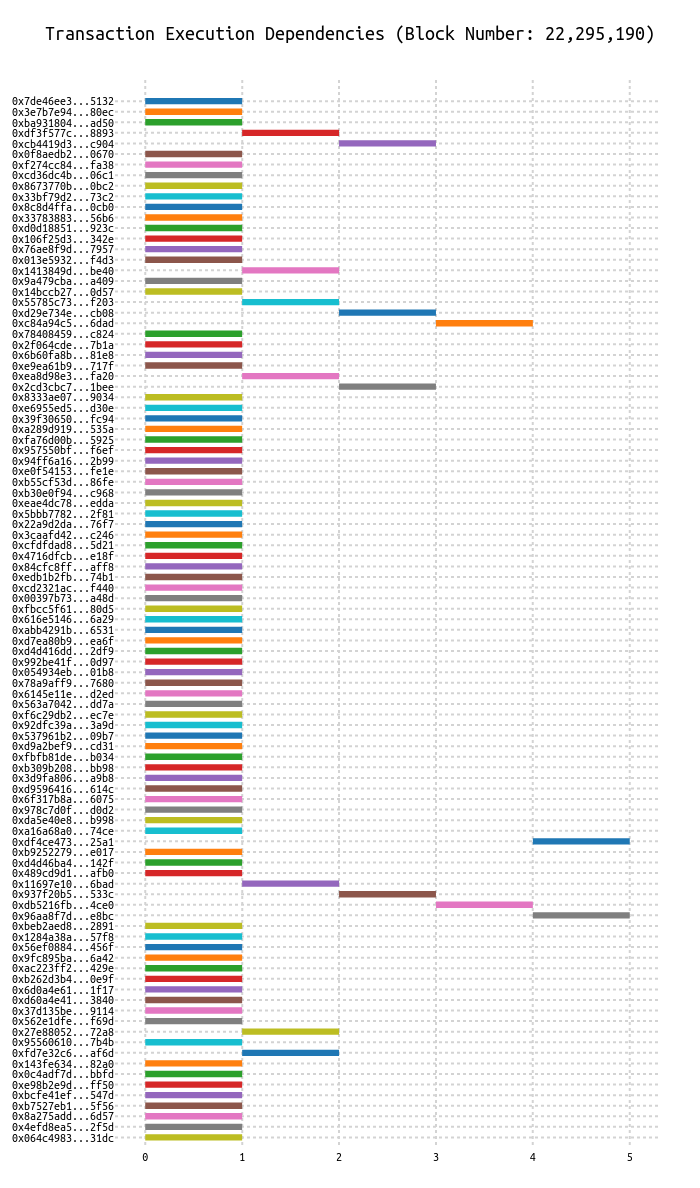 Transaction Execution Dependencies (Block Number: 22,295,190)
0x7de46ee3...5132
0x3e7b7e94...80ec
0xba931804...ad50
0xdf3f577c...8893
0xcb4419d3...c904
0x0f8aedb2...0670
0xf274cc84...fa38
0xcd36dc4b...06c1
0x8673770b...0bc2
0x33bf79d2...73c2
0x8c8d4ffa...0cb0
0x33783883...56b6
0xd0d18851...923c
0x106f25d3...342e
0x76ae8f9d...7957
0x013e5932...f4d3
0x1413849d...be40
0x9a479cba...a409
0x14bccb27...0d57
0x55785c73...f203
0xd29e734e...cb08
0xc84a94c5...6dad
0x78408459...c824
0x2f064cde...7b1a
0x6b60fa8b...81e8
0xe9ea61b9...717f
0xea8d98e3...fa20
0x2cd3cbc7...1bee
0x8333ae07...9034
0xe6955ed5...d30e
0x39f30650...fc94
0xa289d919...535a
0xfa76d00b...5925
0x957550bf...f6ef
0x94ff6a16...2b99
0xe0f54153...fe1e
0xb55cf53d...86fe
0xb30e0f94...c968
0xeae4dc78...edda
0x5bbb7782...2f81
0x22a9d2da...76f7
0x3caafd42...c246
0xcfdfdad8...5d21
0x4716dfcb...e18f
0x84cfc8ff...aff8
0xedb1b2fb...74b1
0xcd2321ac...f440
0x00397b73...a48d
0xfbcc5f61...80d5
0x616e5146...6a29
0xabb4291b...6531
0xd7ea80b9...ea6f
0xd4d416dd...2df9
0x992be41f...0d97
0x054934eb...01b8
0x78a9aff9...7680
0x6145e11e...d2ed
0x563a7042...dd7a
0xf6c29db2...ec7e
0x92dfc39a...3a9d
0x537961b2...09b7
0xd9a2bef9...cd31
0xfbfb81de...b034
0xb309b208...bb98
0x3d9fa806...a9b8
0xd9596416...614c
0x6f317b8a...6075
0x978c7d0f...d0d2
0xda5e40e8...b998
0xa16a68a0...74ce
0xdf4ce473...25a1
0xb9252279...e017
0xd4d46ba4...142f
0x489cd9d1...afb0
0x11697e10...6bad
0x937f20b5...533c
0xdb5216fb...4ce0
0x96aa8f7d...e8bc
0xbeb2aed8...2891
0x1284a38a...57f8
0x56ef0884...456f
0x9fc895ba...6a42
0xac223ff2...429e
0xb262d3b4...0e9f
0x6d0a4e61...1f17
0xd60a4e41...3840
0x37d135be...9114
0x562e1dfe...f69d
0x27e88052...72a8
0x95560610...7b4b
0xfd7e32c6...af6d
0x143fe634...82a0
0x0c4adf7d...bbfd
0xe98b2e9d...ff50
0xbcfe41ef...547d
0xb7527eb1...5f56
0x8a275add...6d57
0x4efd8ea5...2f5d
0x064c4983...31dc
0 1 2 3 4 5